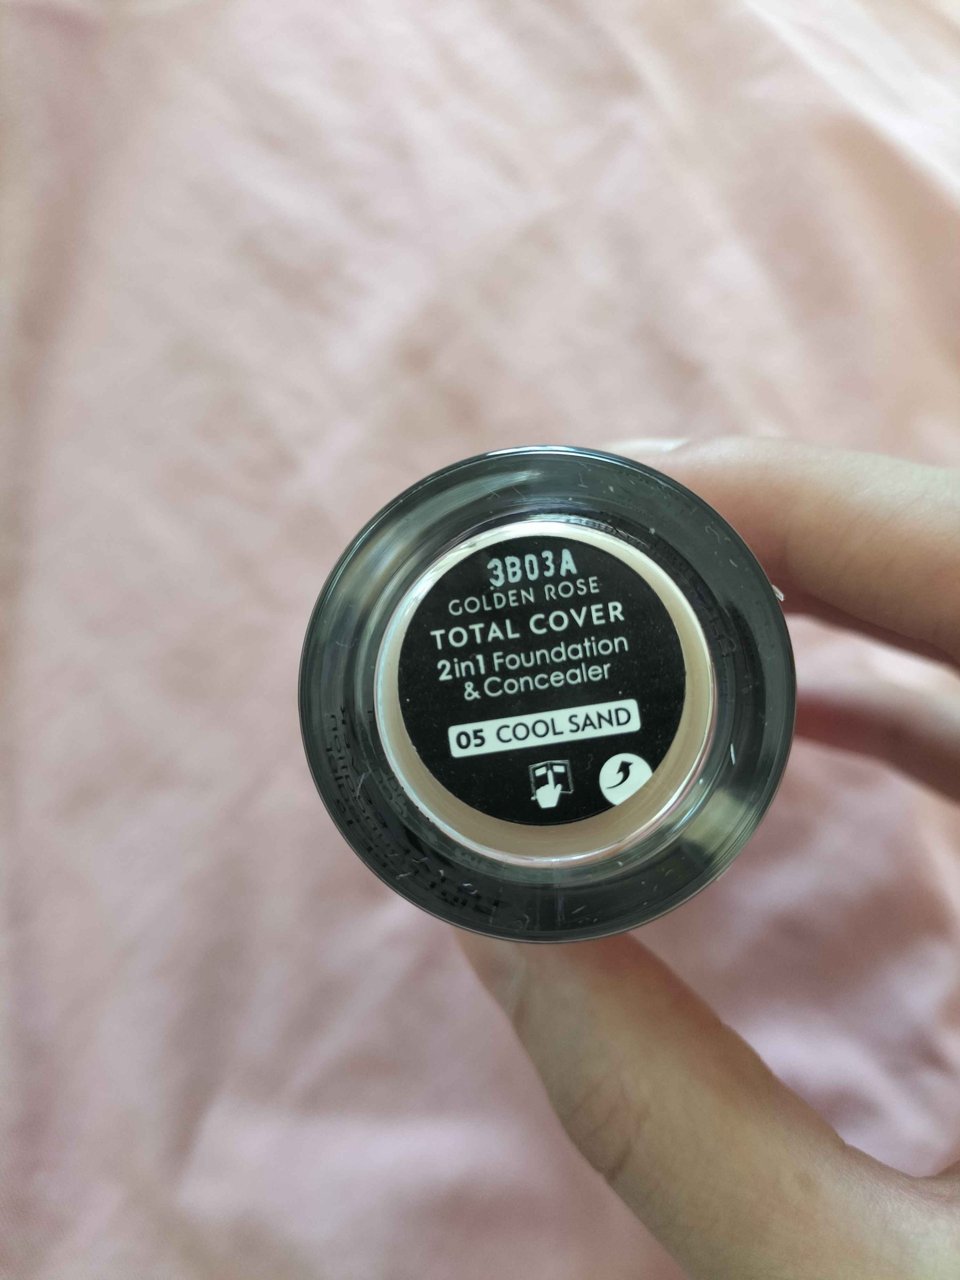 3B03A
GOLDEN ROSE
TOTAL COVER
2in1 Foundation
& Concealer
05 COOL SAND